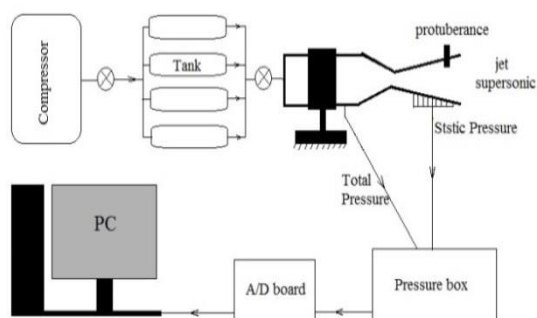 Compressor
Tank
protuberance
jet
supersonic
Ststic Pressure
Total
Pressure
PC
A/D board
Pressure box